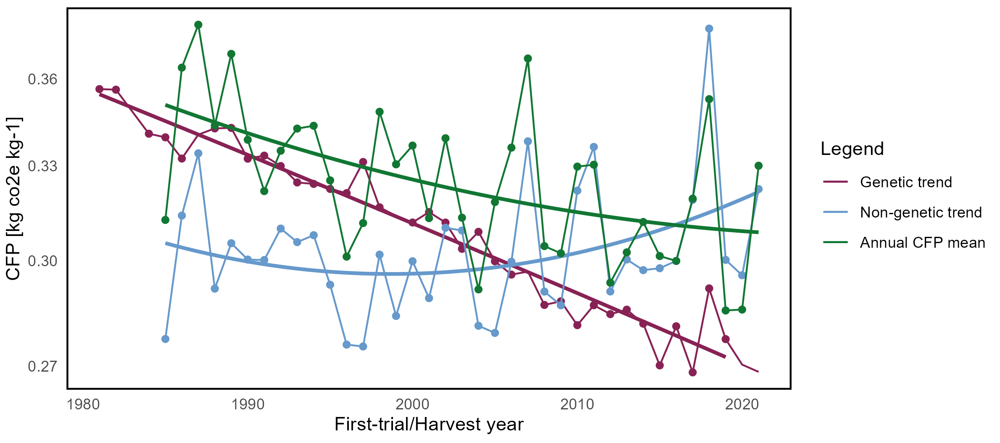 CFP [kg co2e kg-1]
0.36
0.33
0.30
0.27
1980 1990 2000 2010 2020
First-trial/Harvest year
Legend
Genetic trend
Non-genetic trend
Annual CFP mean